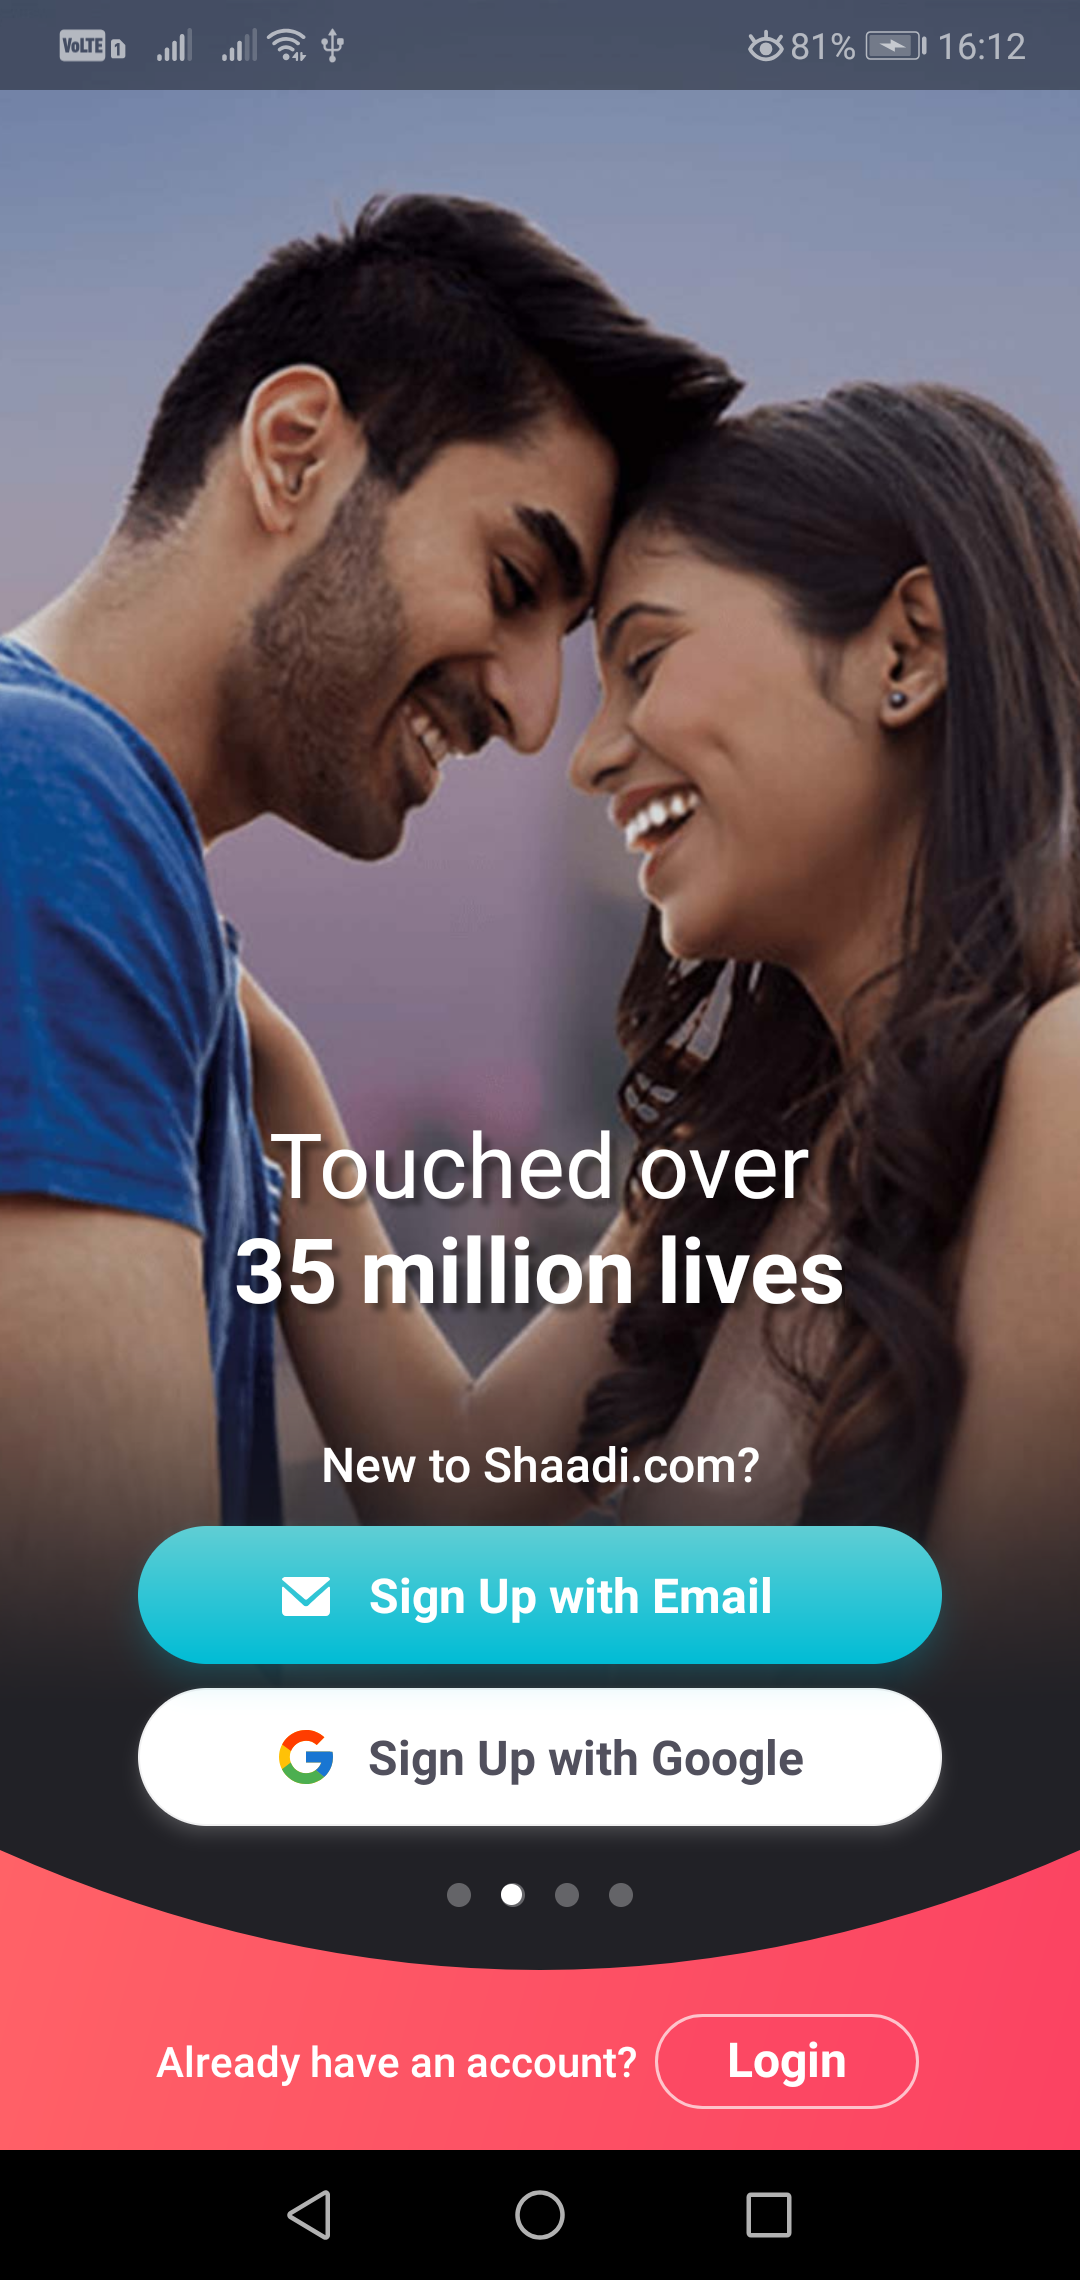 VoLTE 1 81% 16:12
Touched over
35 million lives
New to Shaadi.com?
Sign Up with Email
Sign Up with Google
Already have an account? Login